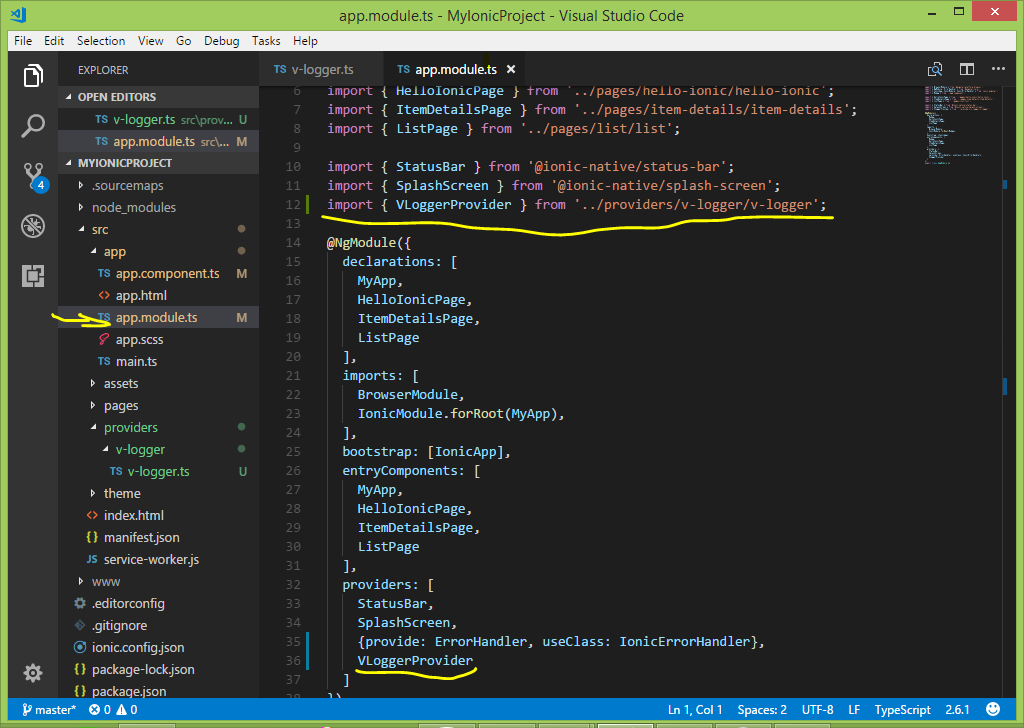 app.module.ts - MyIonicProject - Visual Studio Code
File Edit Selection View Go Debug Tasks Help
EXPLORER
OPEN EDITORS
TS v-logger.ts src\prov... U
TS app.module.ts src\... M
MYIONICPROJECT
.sourcemaps
node_modules
src
app
TS app.component.ts M
<> app.html
TS app.module.ts M
app.scss
TS main.ts
assets
pages
providers
v-logger
TS v-logger.ts U
theme
<> index.html
{} manifest.json
JS service-worker.js
www
.editorconfig
.gitignore
ionic.config.json
{} package-lock.json
{} package.json
4
TS v-logger.ts TS app.module.ts ×
6 import { HelloIonicPage } from '../pages/hello-ionic/hello-ionic';
7 import { ItemDetailsPage } from '../pages/item-details/item-details';
8 import { ListPage } from '../pages/list/list';
9
10 import { StatusBar } from '@ionic-native/status-bar';
11 import { SplashScreen } from '@ionic-native/splash-screen';
12 import { VLoggerProvider } from '../providers/v-logger/v-logger';
13
14 @NgModule({
15 declarations: [
16 MyApp,
17 HelloIonicPage,
18 ItemDetailsPage,
19 ListPage
20 ],
21 imports: [
22 BrowserModule,
23 IonicModule.forRoot(MyApp),
24 ],
25 bootstrap: [IonicApp],
26 entryComponents: [
27 MyApp,
28 HelloIonicPage,
29 ItemDetailsPage,
30 ListPage
31 ],
32 providers: [
33 StatusBar,
34 SplashScreen,
35 {provide: ErrorHandler, useClass: IonicErrorHandler},
36 VLoggerProvider
37 ]
38 })
master* 0 0 Ln 1, Col 1 Spaces: 2 UTF-8 LF TypeScript 2.6.1